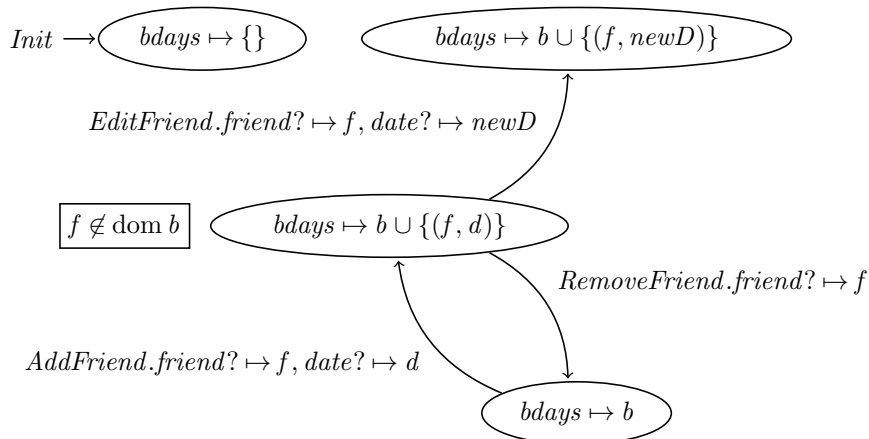 Init
bdays ↦ {}
bdays ↦ b ∪ {(f, newD)}
EditFriend.friend? ↦ f, date? ↦ newD
f ∉ dom b
bdays ↦ b ∪ {(f, d)}
RemoveFriend.friend? ↦ f
AddFriend.friend? ↦ f, date? ↦ d
bdays ↦ b